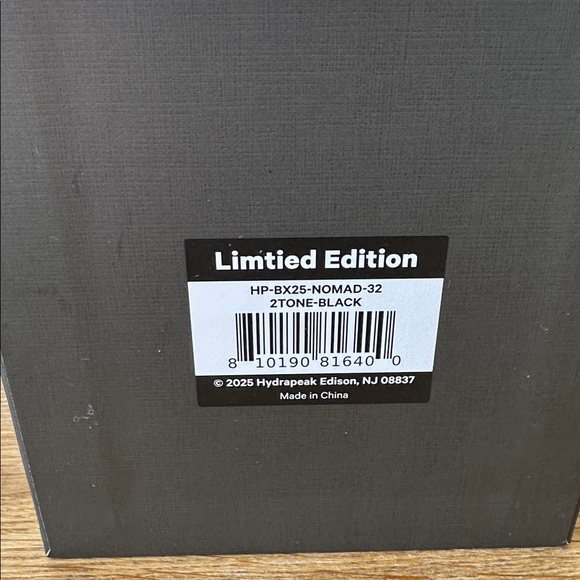 Limtied Edition
HP-BX25-NOMAD-32
2TONE-BLACK
8 10190 81640 0
© 2025 Hydrapeak Edison, NJ 08837
Made in China